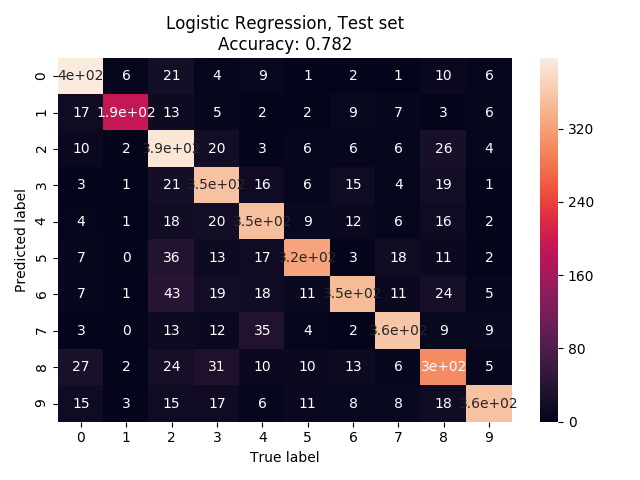 Logistic Regression, Test set
Accuracy: 0.782
0 4e+02 6 21 4 9 1 2 1 10 6
1 17 1.9e+02 13 5 2 2 9 7 3 6
2 10 2 3.9e+02 20 3 6 6 6 26 4
3 3 1 21 3.5e+02 16 6 15 4 19 1
4 4 1 18 20 3.5e+02 9 12 6 16 2
5 7 0 36 13 17 3.2e+02 3 18 11 2
6 7 1 43 19 18 11 3.5e+02 11 24 5
7 3 0 13 12 35 4 2 3.6e+02 9 9
8 27 2 24 31 10 10 13 6 3e+02 5
9 15 3 15 17 6 11 8 8 18 3.6e+02
0 1 2 3 4 5 6 7 8 9
True label
Predicted label
320
240
160
80
0